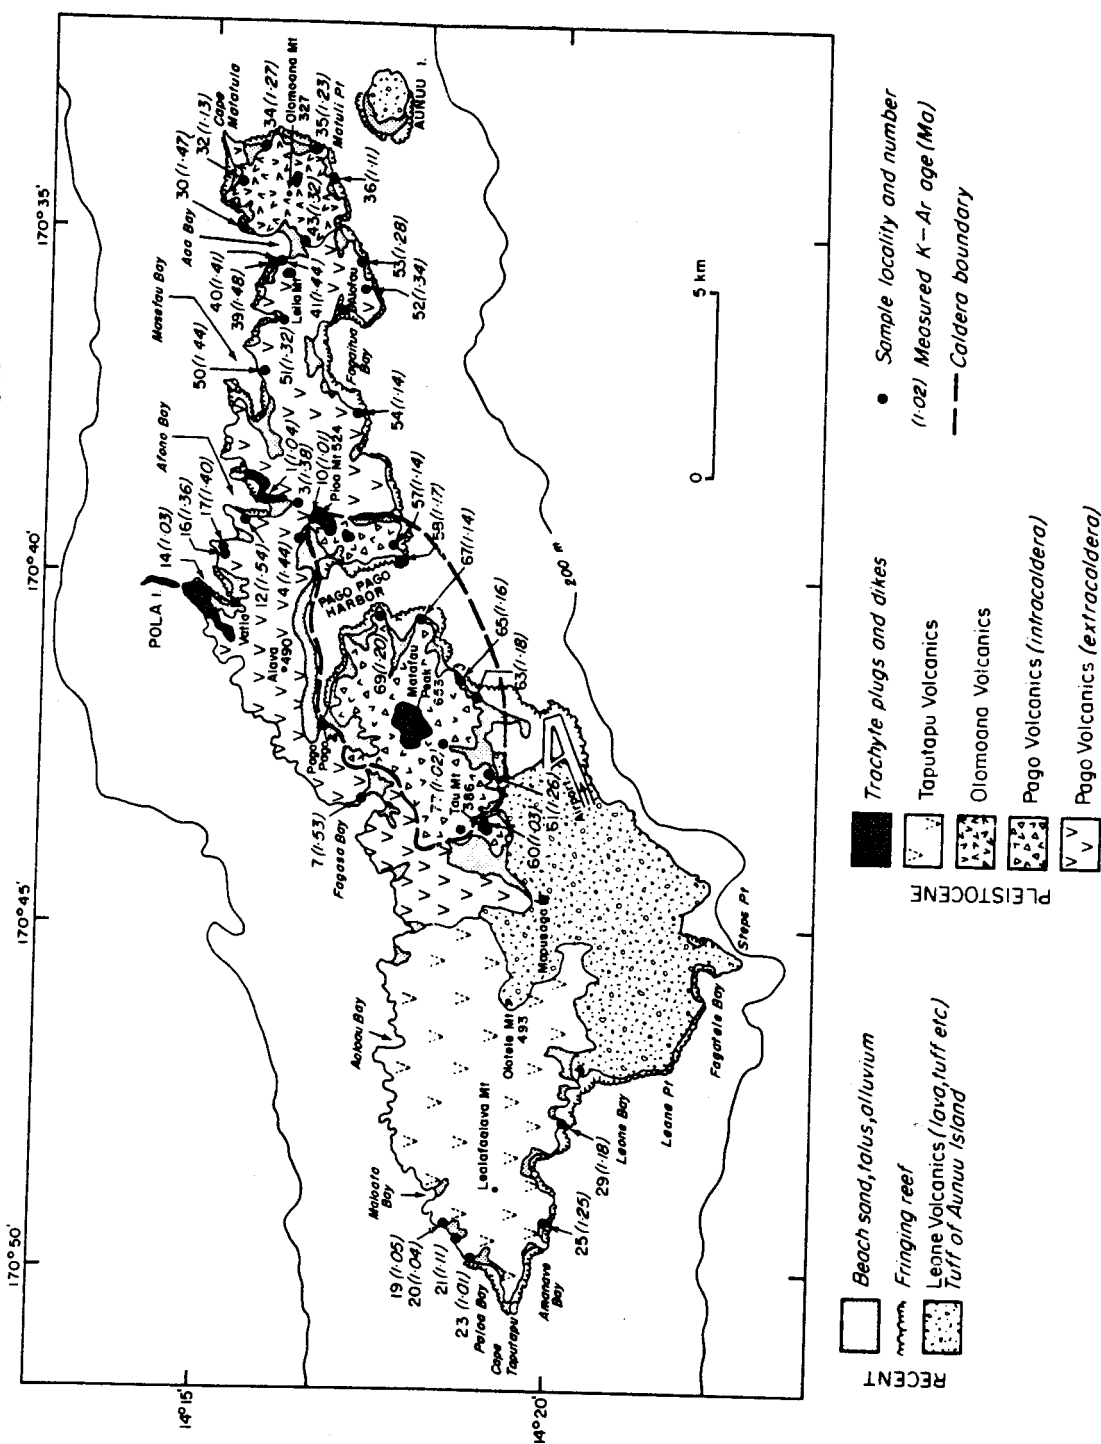 170°50'
170°45'
170°40'
170°35'
14°15'
14°20'
POLA I.
Vatia
14(1·03)
16(1·36)
17(1·40)
Afono Bay
Masefau Bay
Aoa Bay
30(1·47)
32(1·13)
Cape
Matatula
34(1·27)
Olomoana Mt
327
35(1·23)
Matuli Pt
36(1·11)
AUNUU I.
50(1·44)
39(1·48)
40(1·41)
Leila Mt
41(1·44)
43(1·32)
51(1·32)
Fagaitua
Bay
53(1·28)
52(1·34)
54(1·14)
1(1·04)
3(1·38)
10(1·01)
Pioa Mt 524
12(1·54)
4(1·44)
Alava
490
PAGO PAGO
HARBOR
57(1·14)
58(1·17)
67(1·14)
65(1·16)
63(1·18)
69(1·20)
Matafau
Peak
653
Pago
Pago
7(1·53)
Fagasa Bay
77(1·02)
Tau Mt
386
60(1·03)
61(1·26)
Airport
200 m
Mapusaga
Steps Pt
Fagatele Bay
Leone Pt
Leone Bay
Olotele Mt
493
Aoloau Bay
Maloata
Bay
Lealafaalava Mt
19(1·05)
20(1·04)
21(1·11)
23(1·01)
Poloa Bay
Cape
Taputapu
Amanave
Bay
25(1·25)
29(1·18)
0 5 km
RECENT
Beach sand, talus, alluvium
Fringing reef
Leone Volcanics (lava, tuff etc)
Tuff of Aunuu Island
PLEISTOCENE
Trachyte plugs and dikes
Taputapu Volcanics
Olomoana Volcanics
Pago Volcanics (intracaldera)
Pago Volcanics (extracaldera)
Sample locality and number
(1·02) Measured K-Ar age (Ma)
Caldera boundary